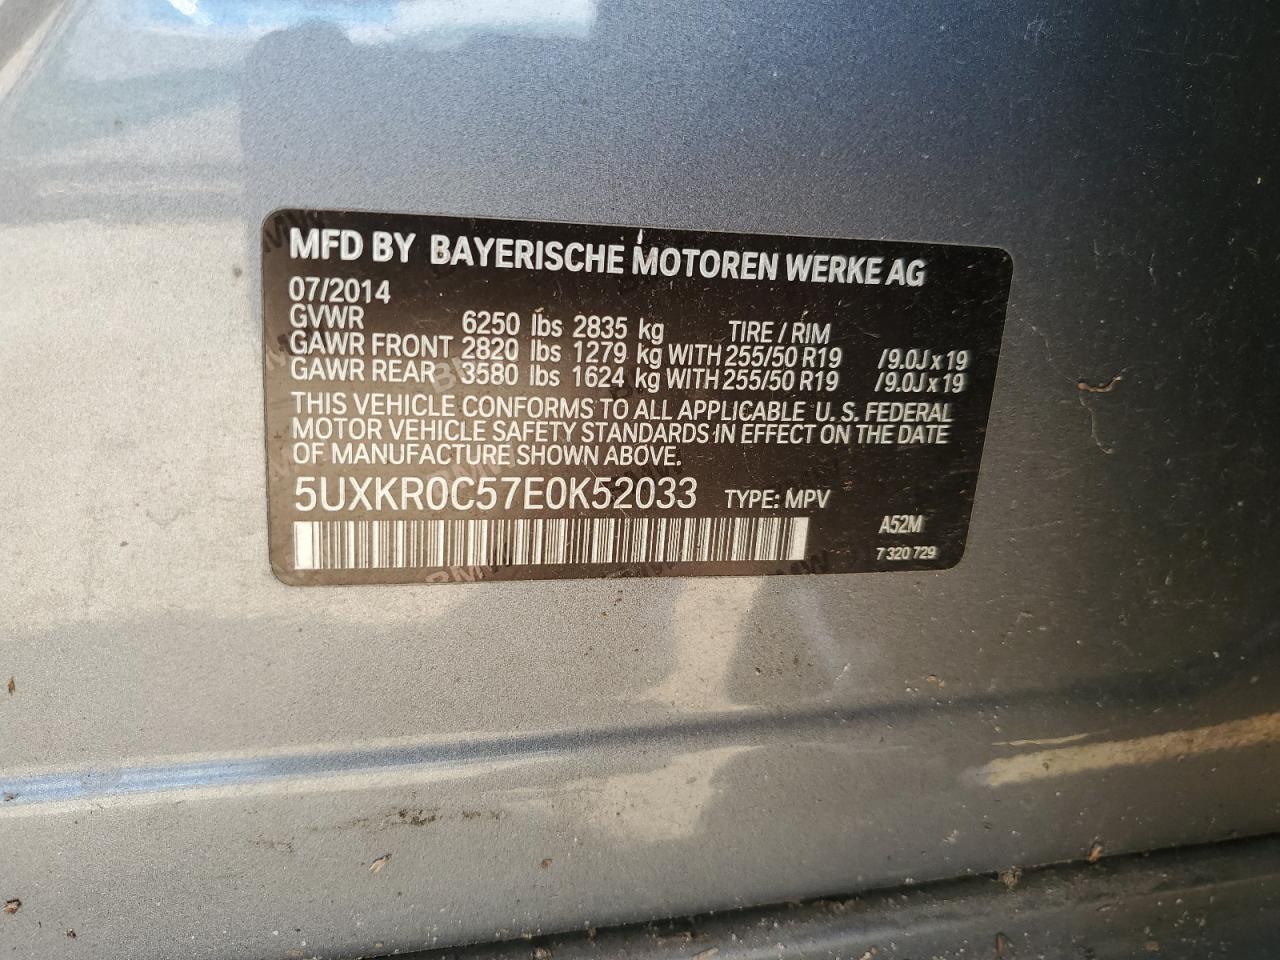 MFD BY BAYERISCHE MOTOREN WERKE AG
07/2014
GVWR 6250 lbs 2835 kg TIRE / RIM
GAWR FRONT 2820 lbs 1279 kg WITH 255/50 R19 /9.0J x 19
GAWR REAR 3580 lbs 1624 kg WITH 255/50 R19 /9.0J x 19
THIS VEHICLE CONFORMS TO ALL APPLICABLE U. S. FEDERAL
MOTOR VEHICLE SAFETY STANDARDS IN EFFECT ON THE DATE
OF MANUFACTURE SHOWN ABOVE.
5UXKR0C57E0K52033 TYPE: MPV
A52M
7 320 729